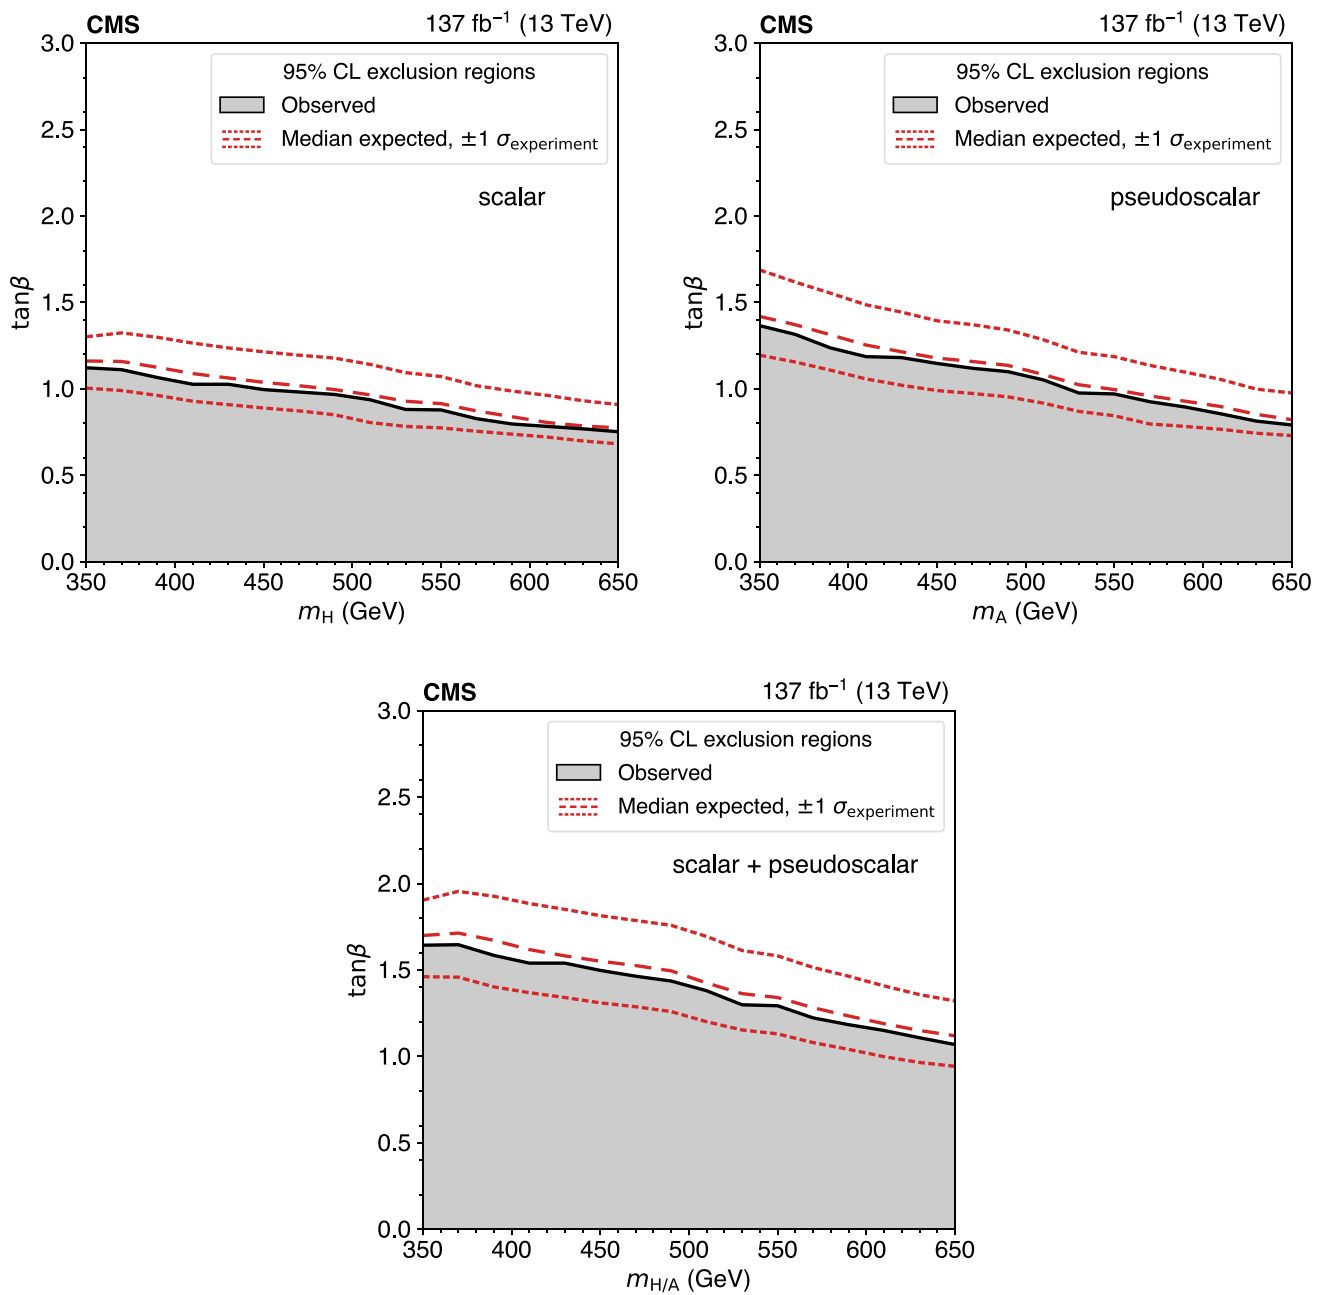 CMS 137 fb⁻¹ (13 TeV)
95% CL exclusion regions
Observed
Median expected, ±1 σexperiment
scalar
tanβ
3.0
2.5
2.0
1.5
1.0
0.5
0.0
350 400 450 500 550 600 650
mH (GeV)
CMS 137 fb⁻¹ (13 TeV)
95% CL exclusion regions
Observed
Median expected, ±1 σexperiment
pseudoscalar
tanβ
3.0
2.5
2.0
1.5
1.0
0.5
0.0
350 400 450 500 550 600 650
mA (GeV)
CMS 137 fb⁻¹ (13 TeV)
95% CL exclusion regions
Observed
Median expected, ±1 σexperiment
scalar + pseudoscalar
tanβ
3.0
2.5
2.0
1.5
1.0
0.5
0.0
350 400 450 500 550 600 650
mH/A (GeV)